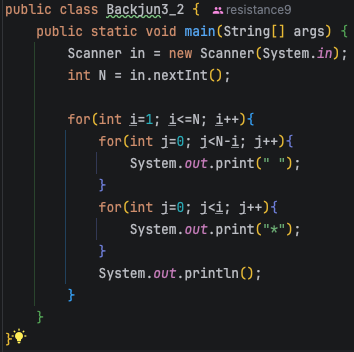 public class Backjun3_2 { resistance9
    public static void main(String[] args) {
        Scanner in = new Scanner(System.in);
        int N = in.nextInt();

        for(int i=1; i<=N; i++){
            for(int j=0; j<N-i; j++){
                System.out.print(" ");
            }
            for(int j=0; j<i; j++){
                System.out.print("*");
            }
            System.out.println();
        }
    }
}